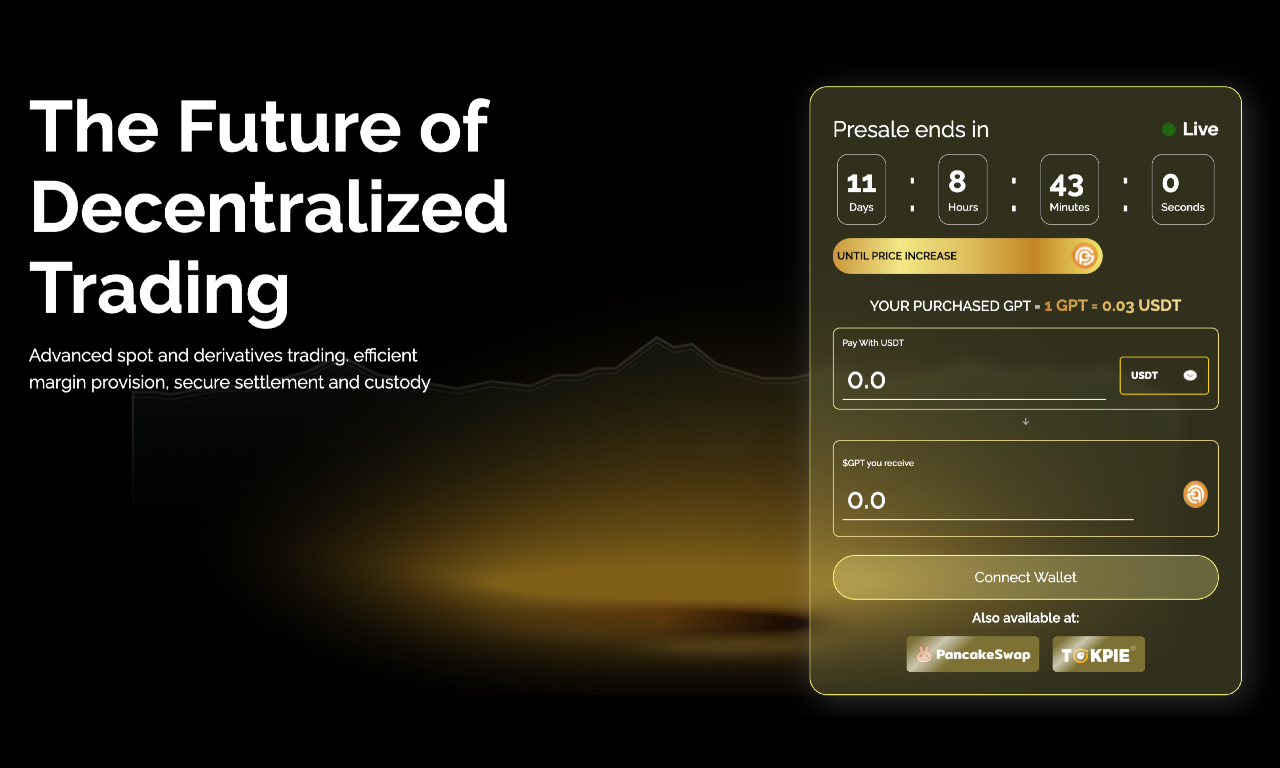 The Future of
Decentralized
Trading
Advanced spot and derivatives trading. efficient
margin provision, secure settlement and custody
Presale ends in
Live
11 : 8 : 43 : 0
Days Hours Minutes Seconds
UNTIL PRICE INCREASE
YOUR PURCHASED GPT = 1 GPT = 0.03 USDT
Pay With USDT
0.0
USDT
↓
$GPT you receive
0.0
Connect Wallet
Also available at:
PancakeSwap
TOKPIE